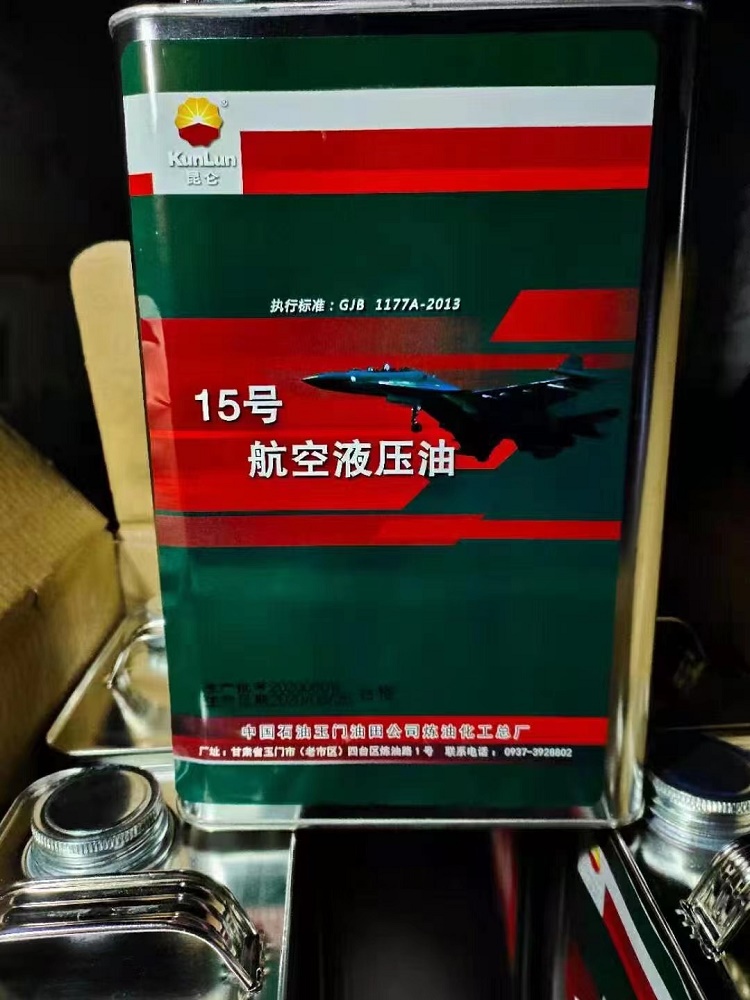 KunLun
昆仑
执行标准：GJB 1177A-2013
15号
航空液压油
中国石油玉门油田公司炼油化工总厂
厂址：甘肃省玉门市（老市区）四台区炼油路1号 联系电话：0937-3928802